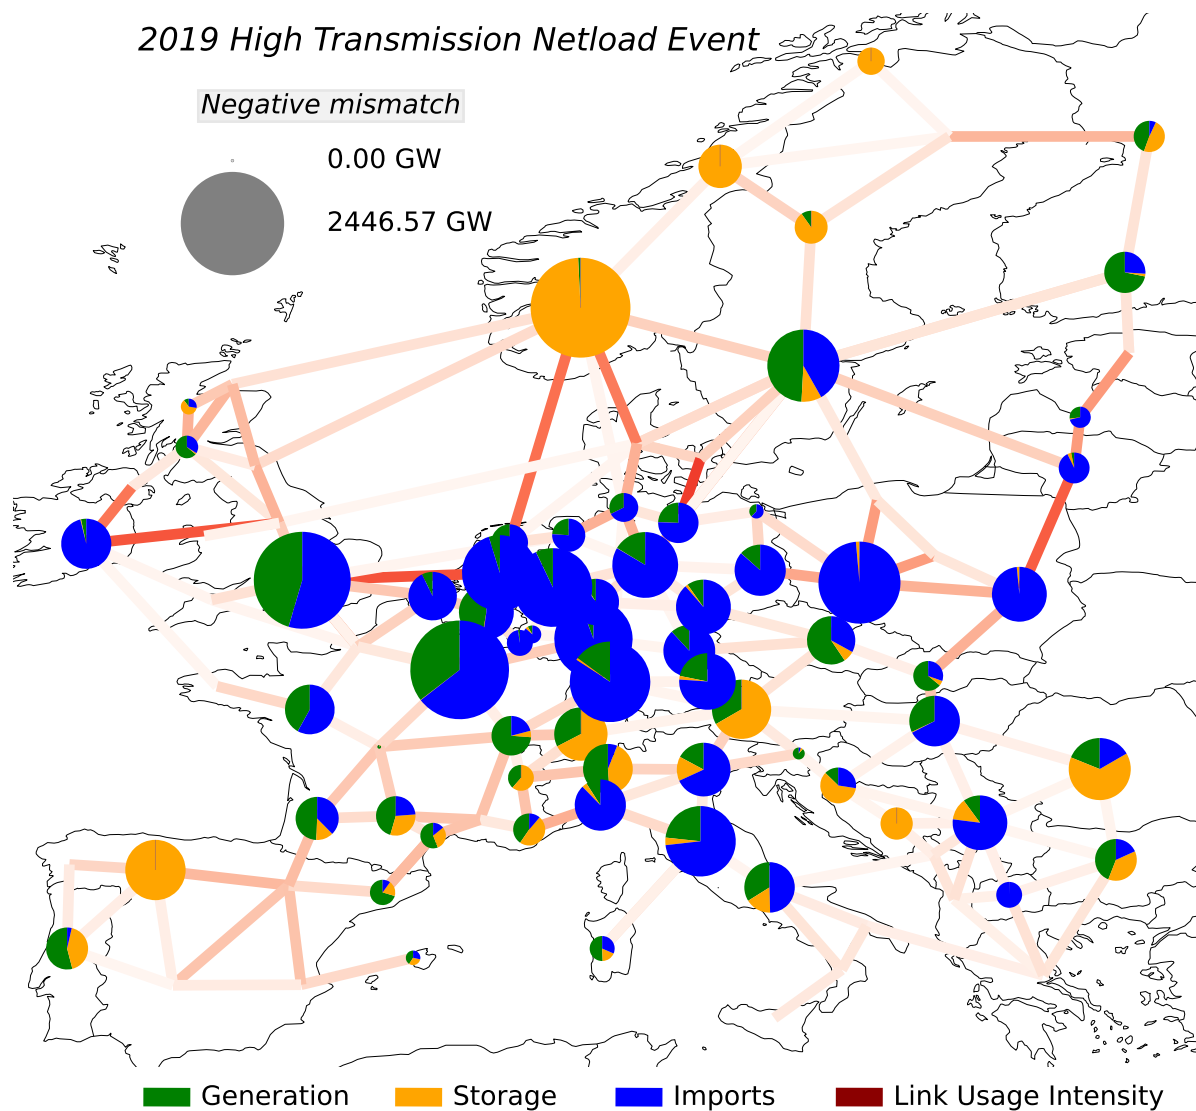 2019 High Transmission Netload Event
Negative mismatch
0.00 GW
2446.57 GW
Generation Storage Imports Link Usage Intensity